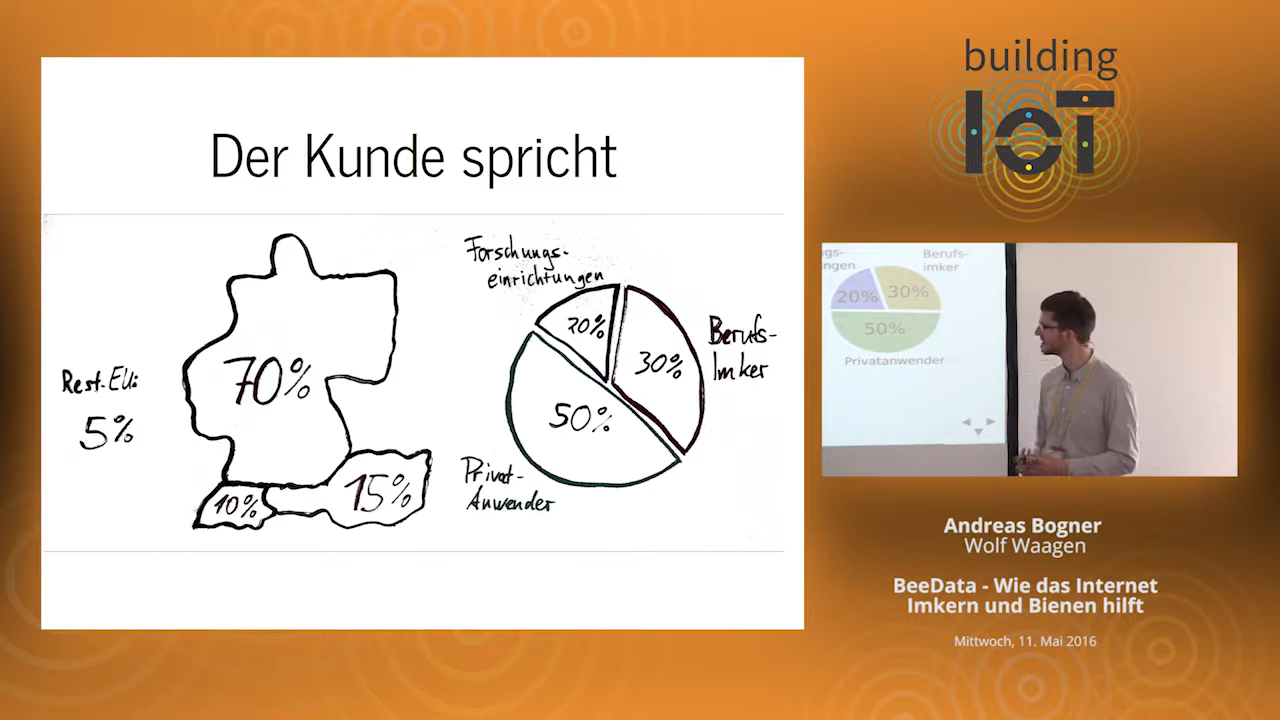 Der Kunde spricht
Rest-EU:
5%
70%
10%
15%
Forschungs-
einrichtungen
20%
30%
50%
Berufs-
Imker
Privat-
Anwender
building
IoT
gs-
ngen
Berufs-
imker
20%
30%
50%
Privatanwender
Andreas Bogner
Wolf Waagen
BeeData - Wie das Internet
Imkern und Bienen hilft
Mittwoch, 11. Mai 2016